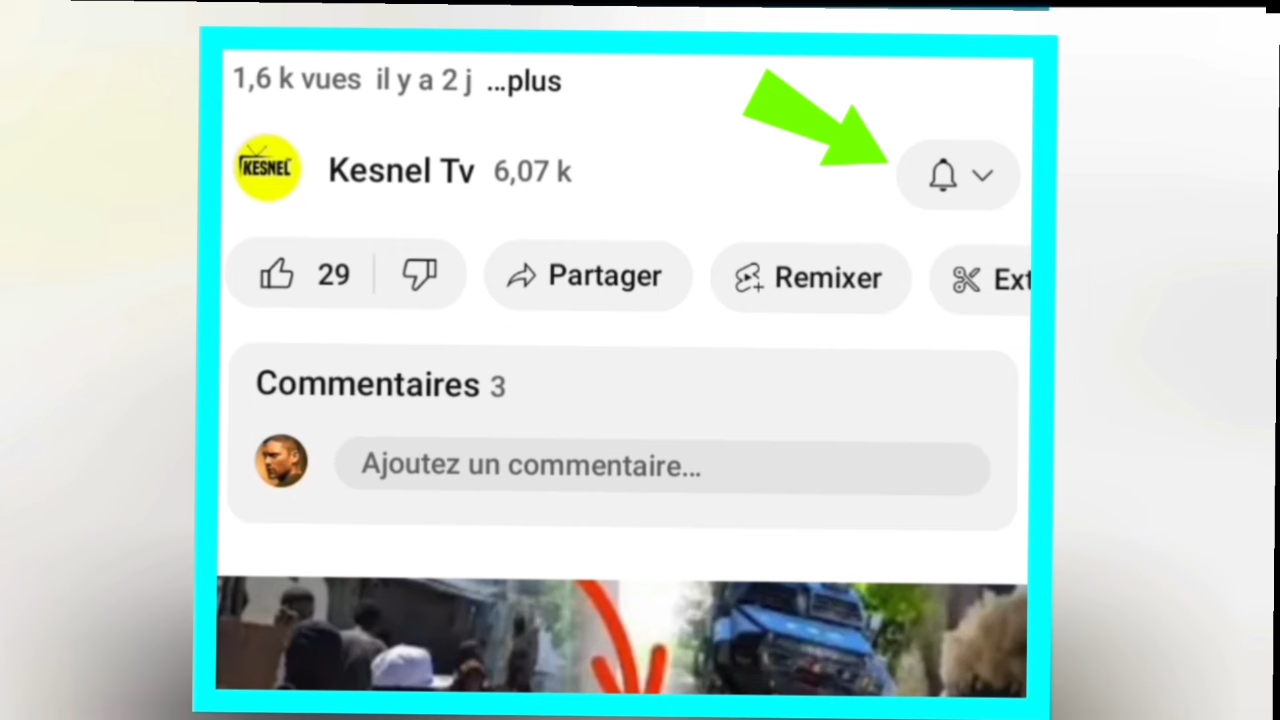 1,6 k vues il y a 2 j ...plus
KESNEL
Kesnel Tv 6,07 k
29 Partager Remixer Ext
Commentaires 3
Ajoutez un commentaire...